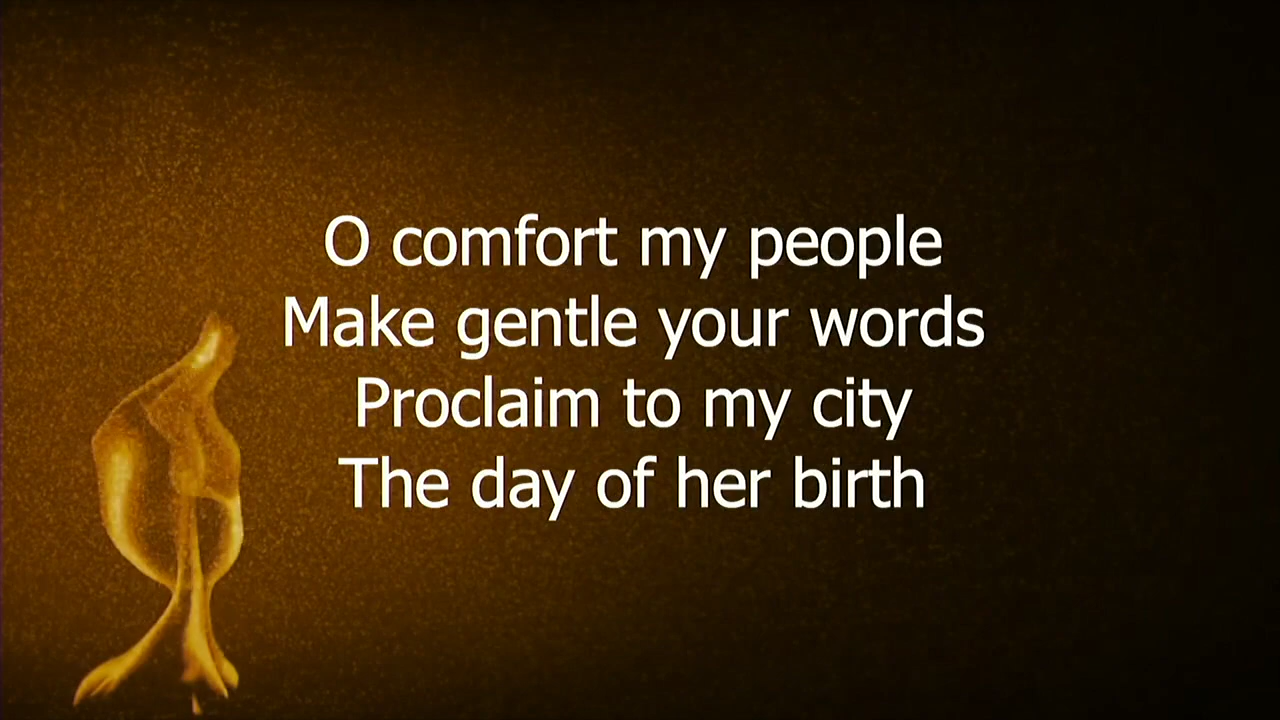 O comfort my people
Make gentle your words
Proclaim to my city
The day of her birth